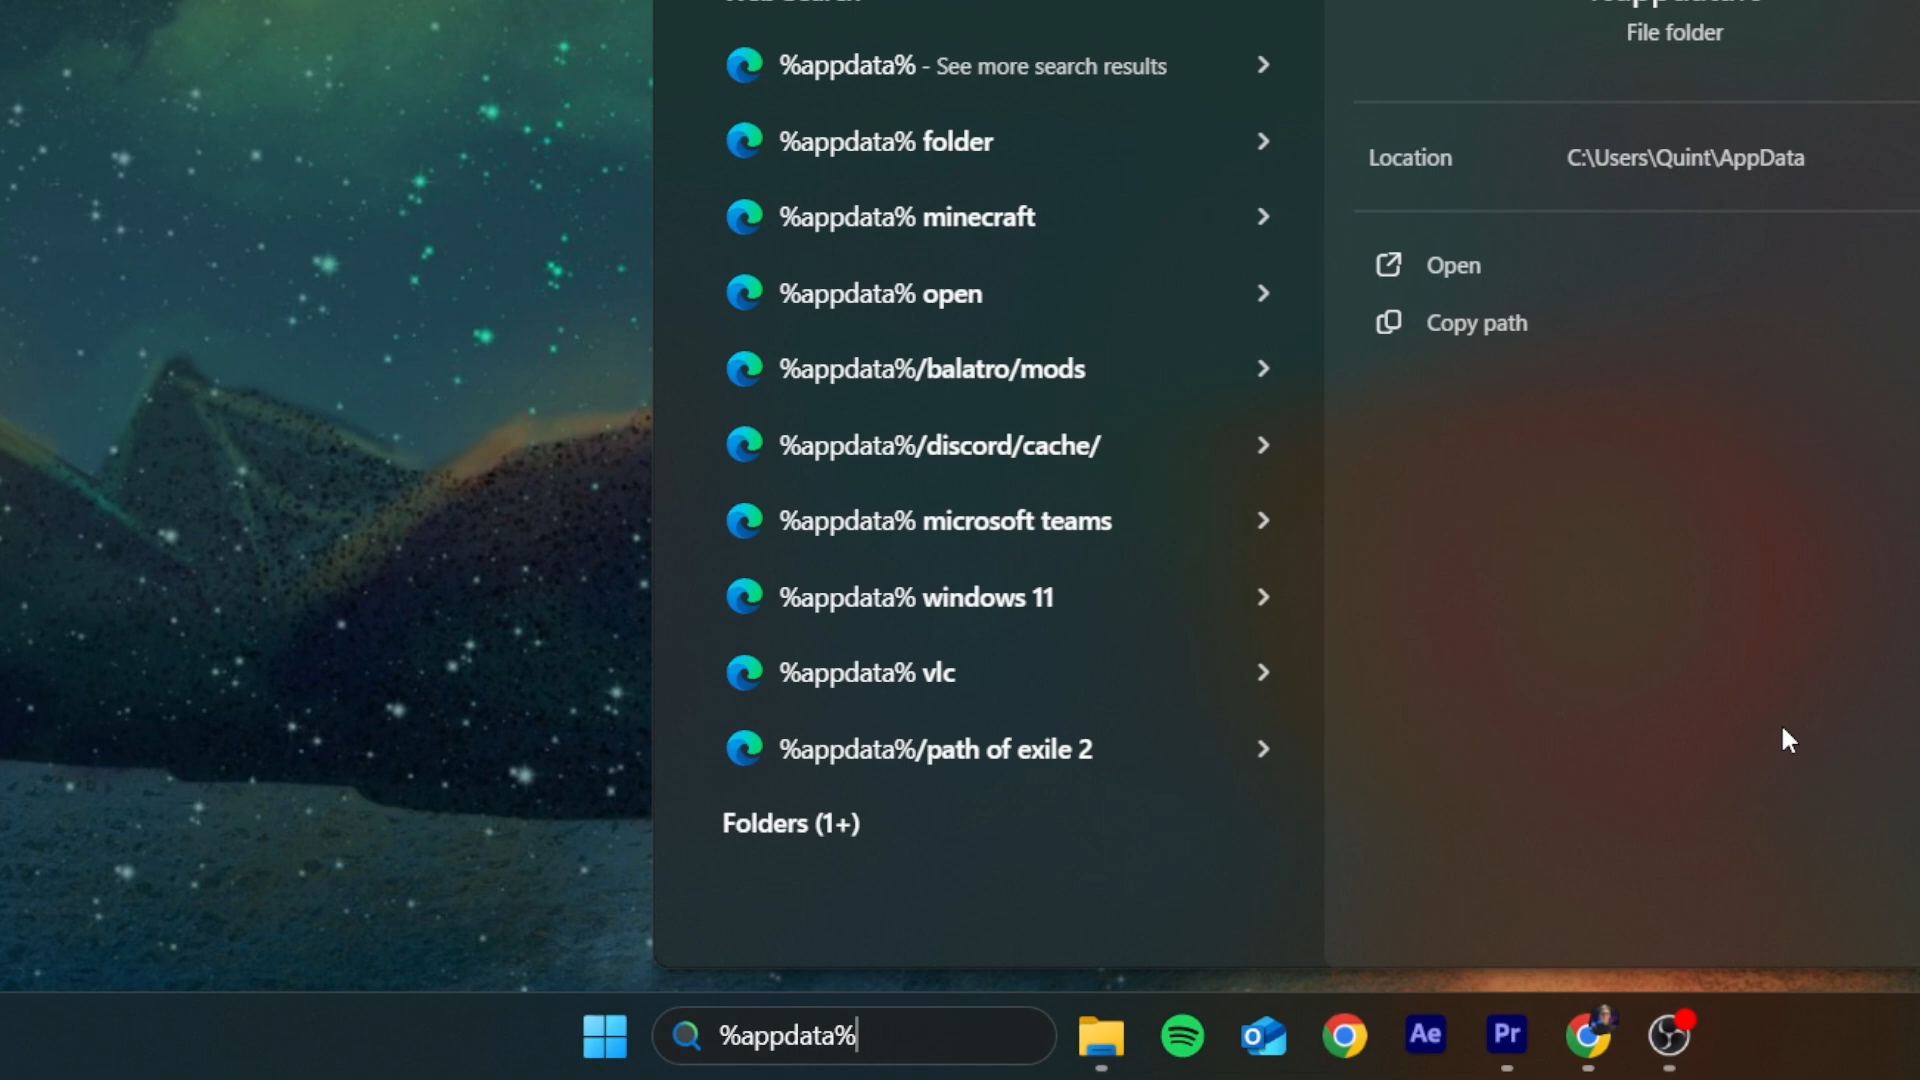 %appdata% - See more search results
%appdata% folder
%appdata% minecraft
%appdata% open
%appdata%/balatro/mods
%appdata%/discord/cache/
%appdata% microsoft teams
%appdata% windows 11
%appdata% vlc
%appdata%/path of exile 2
Folders (1+)
File folder
Location C:\Users\Quint\AppData
Open
Copy path
%appdata%
Ae
Pr